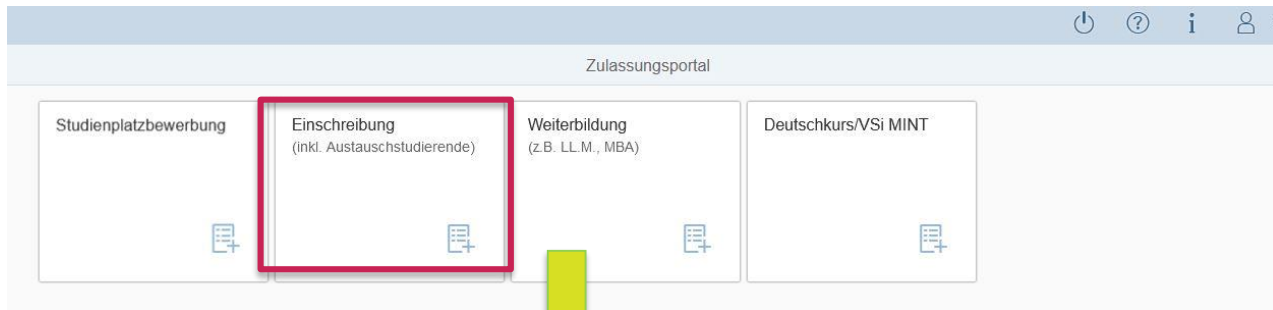 Zulassungsportal
Studienplatzbewerbung
Einschreibung
(inkl. Austauschstudierende)
Weiterbildung
(z.B. LL.M., MBA)
Deutschkurs/VSi MINT